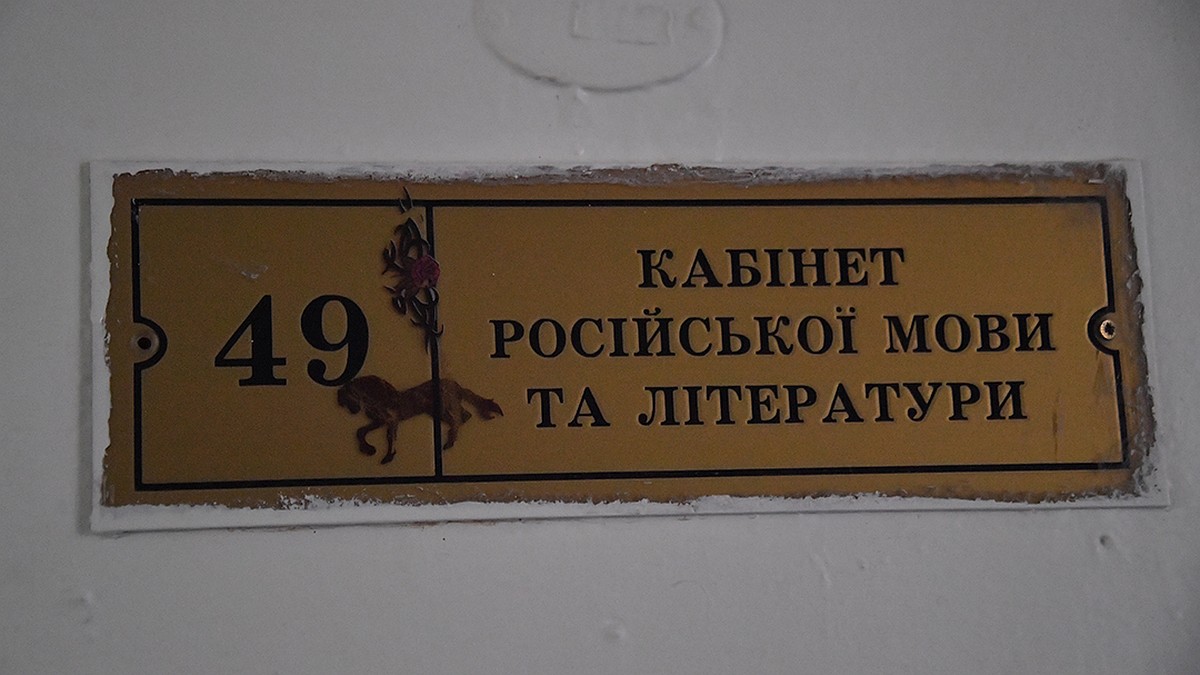 49
КАБІНЕТ
РОСІЙСЬКОЇ МОВИ
ТА ЛІТЕРАТУРИ